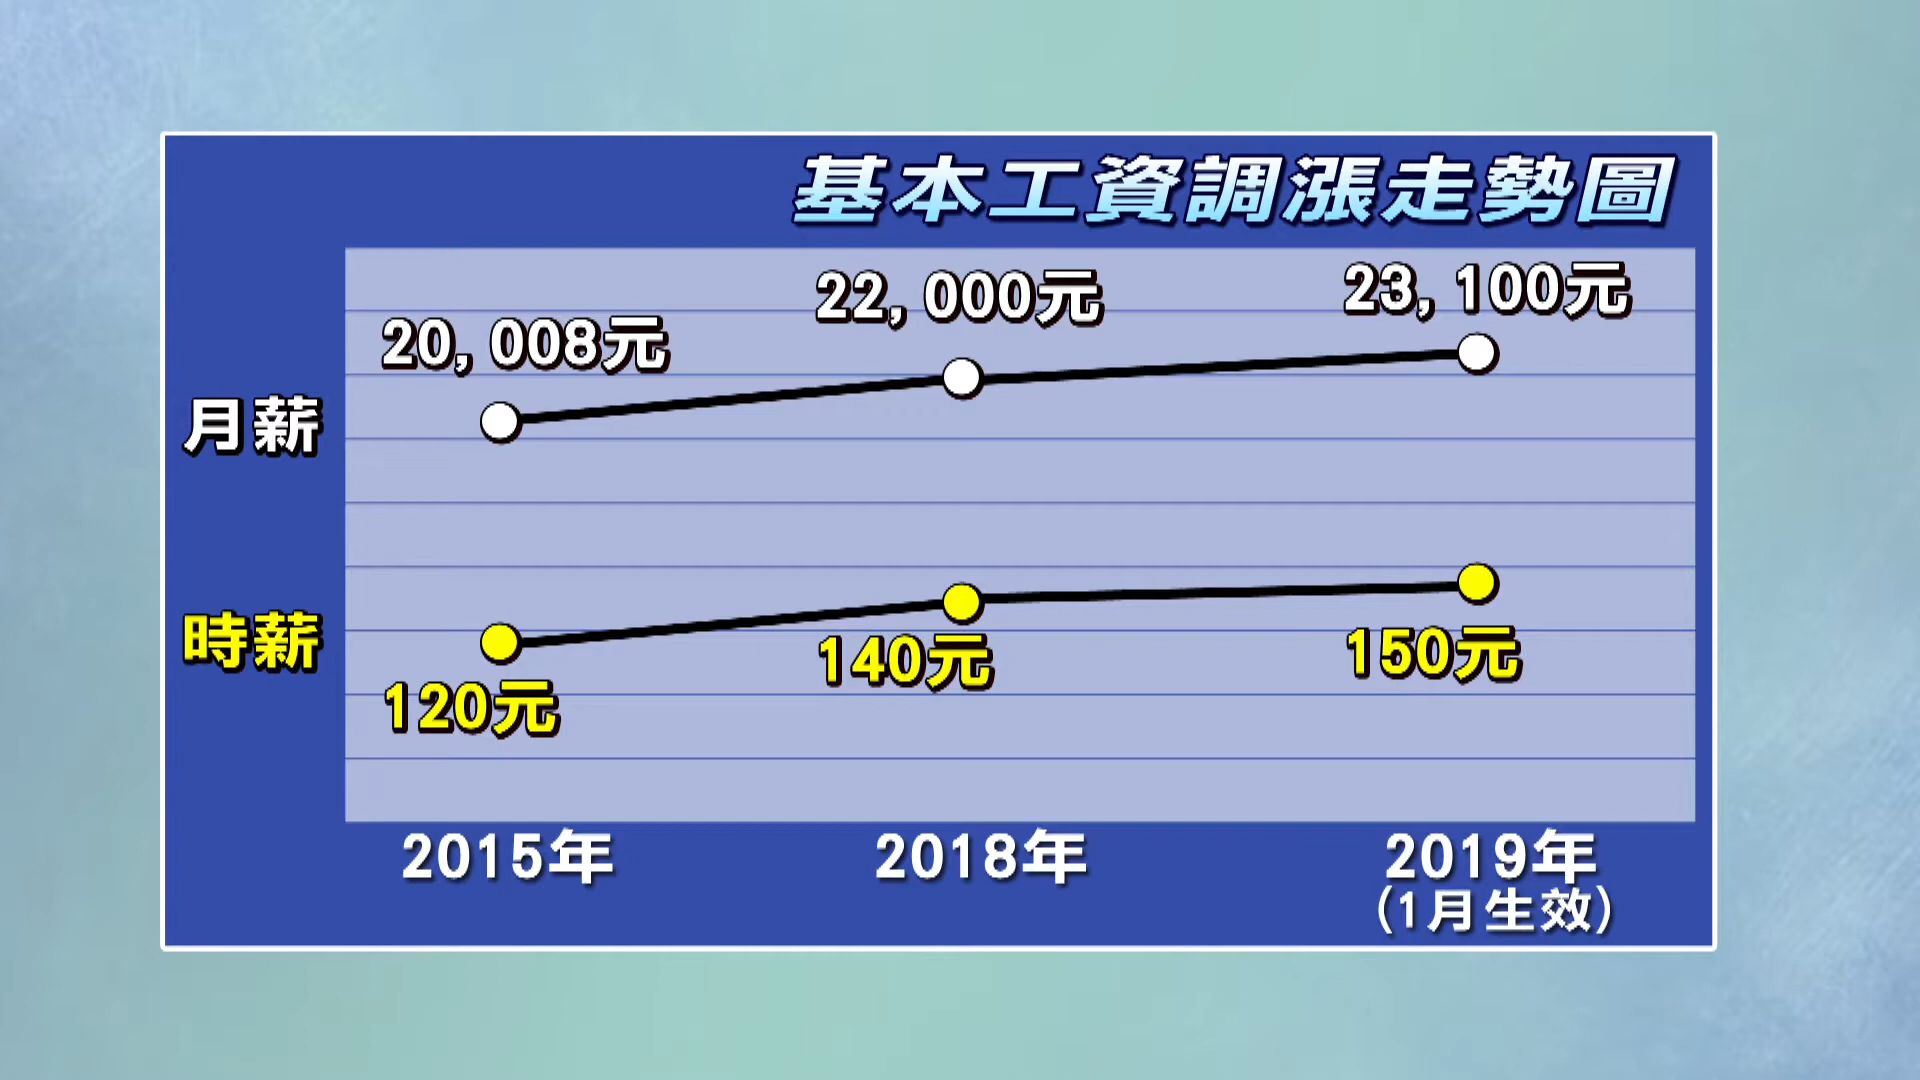 基本工資調漲走勢圖
20,008元
22,000元
23,100元
月薪
時薪
120元
140元
150元
2015年
2018年
2019年
(1月生效)